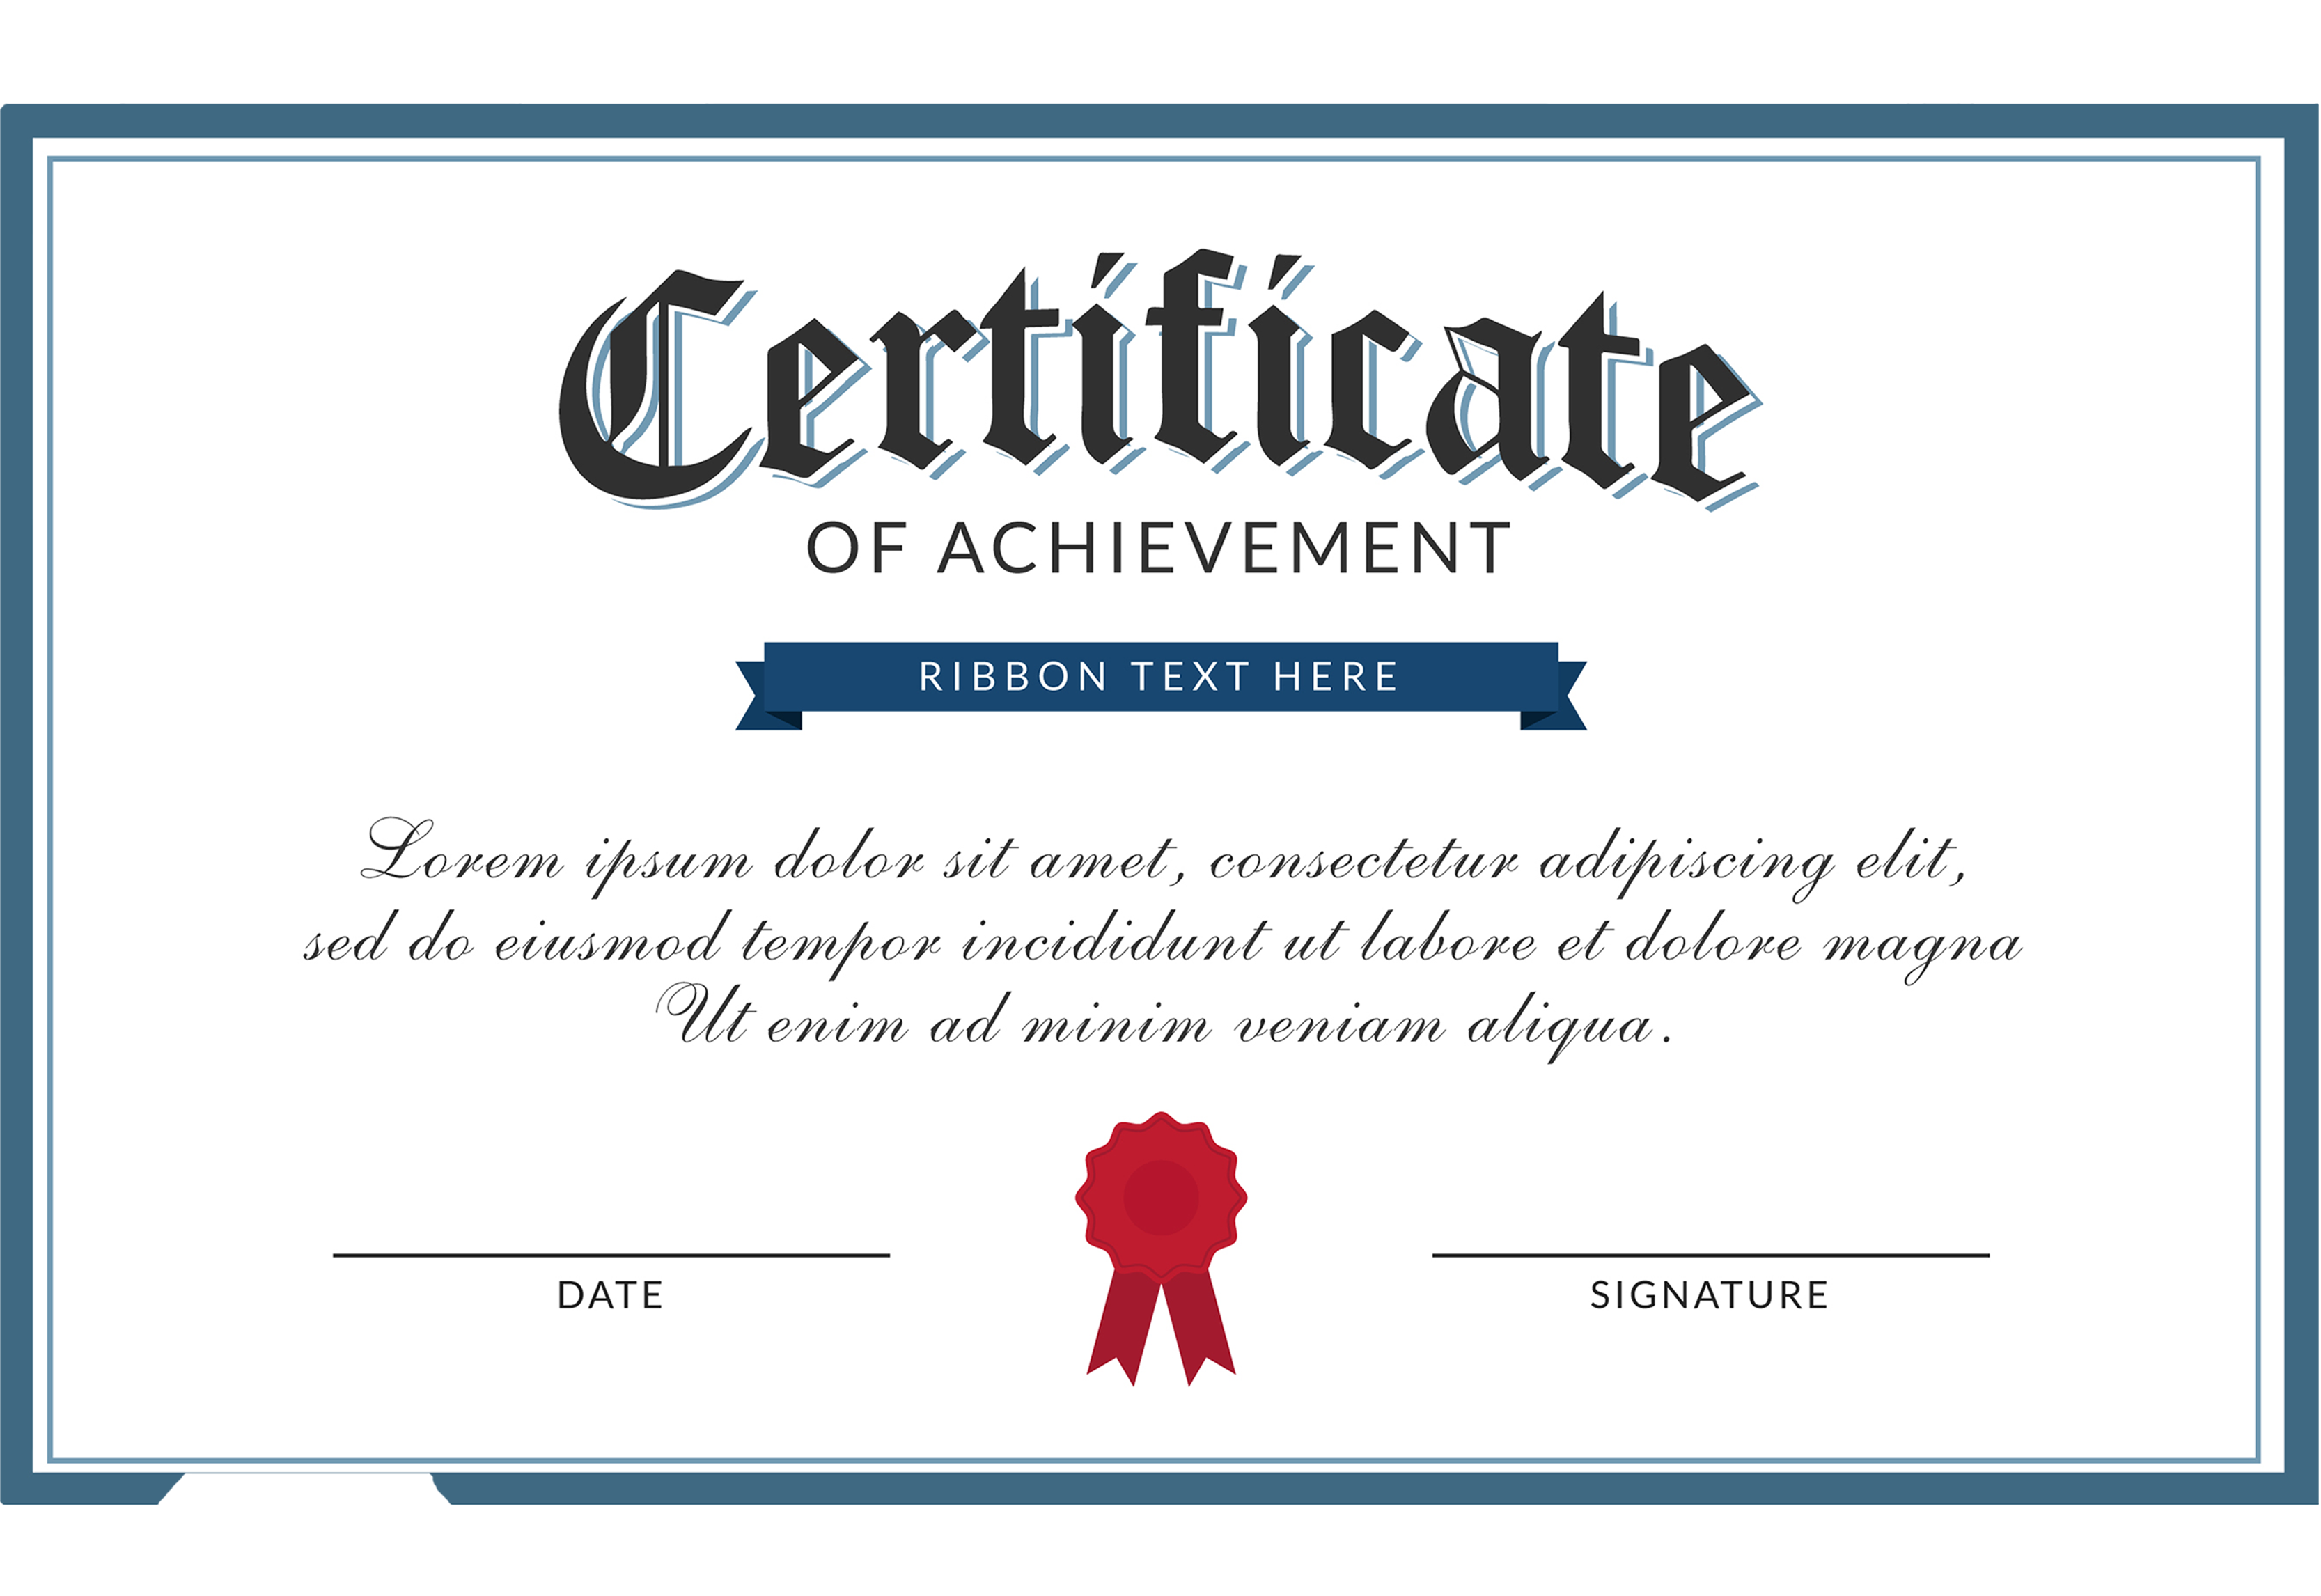 Certificate
OF ACHIEVEMENT
RIBBON TEXT HERE
Lorem ipsum dolor sit amet, consectetur adipiscing elit,
sed do eiusmod tempor incididunt ut labore et dolore magna
Ut enim ad minim veniam aliqua.
DATE
SIGNATURE